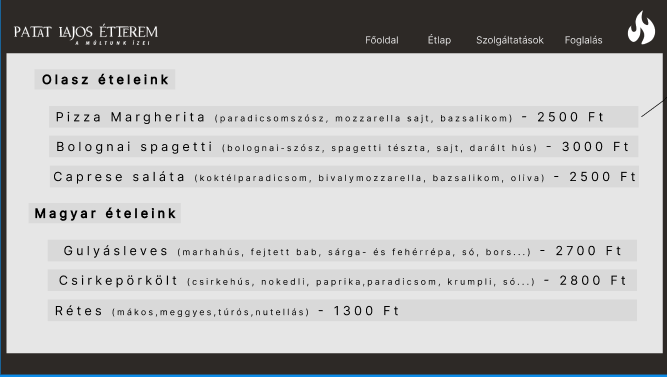 PATAT LAJOS ÉTTEREM
A MÚLTUNK ÍZEI
Főoldal Étlap Szolgáltatások Foglalás
Olasz ételeink
Pizza Margherita (paradicsomszósz, mozzarella sajt, bazsalikom) - 2500 Ft
Bolognai spagetti (bolognai-szósz, spagetti tészta, sajt, darált hús) - 3000 Ft
Caprese saláta (koktélparadicsom, bivalymozzarella, bazsalikom, olíva) - 2500 Ft
Magyar ételeink
Gulyásleves (marhahús, fejtett bab, sárga- és fehérrépa, só, bors...) - 2700 Ft
Csirkepörkölt (csirkehús, nokedli, paprika,paradicsom, krumpli, só...) - 2800 Ft
Rétes (mákos,meggyes,túrós,nutellás) - 1300 Ft